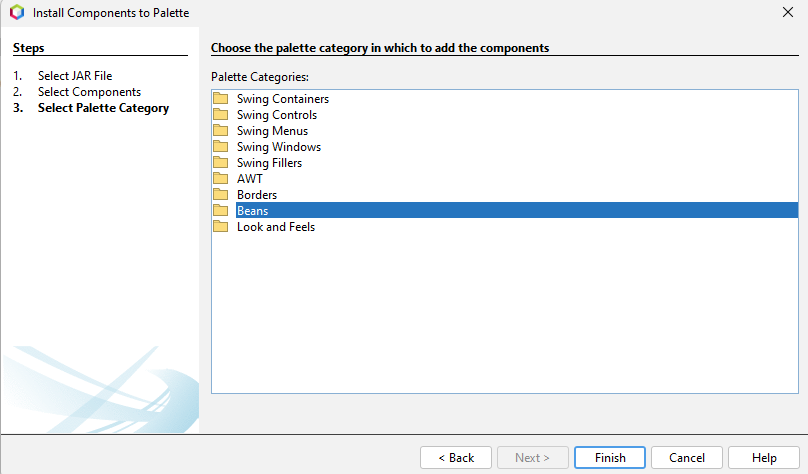 Install Components to Palette
Steps
1. Select JAR File
2. Select Components
3. Select Palette Category
Choose the palette category in which to add the components
Palette Categories:
Swing Containers
Swing Controls
Swing Menus
Swing Windows
Swing Fillers
AWT
Borders
Beans
Look and Feels
< Back Next > Finish Cancel Help